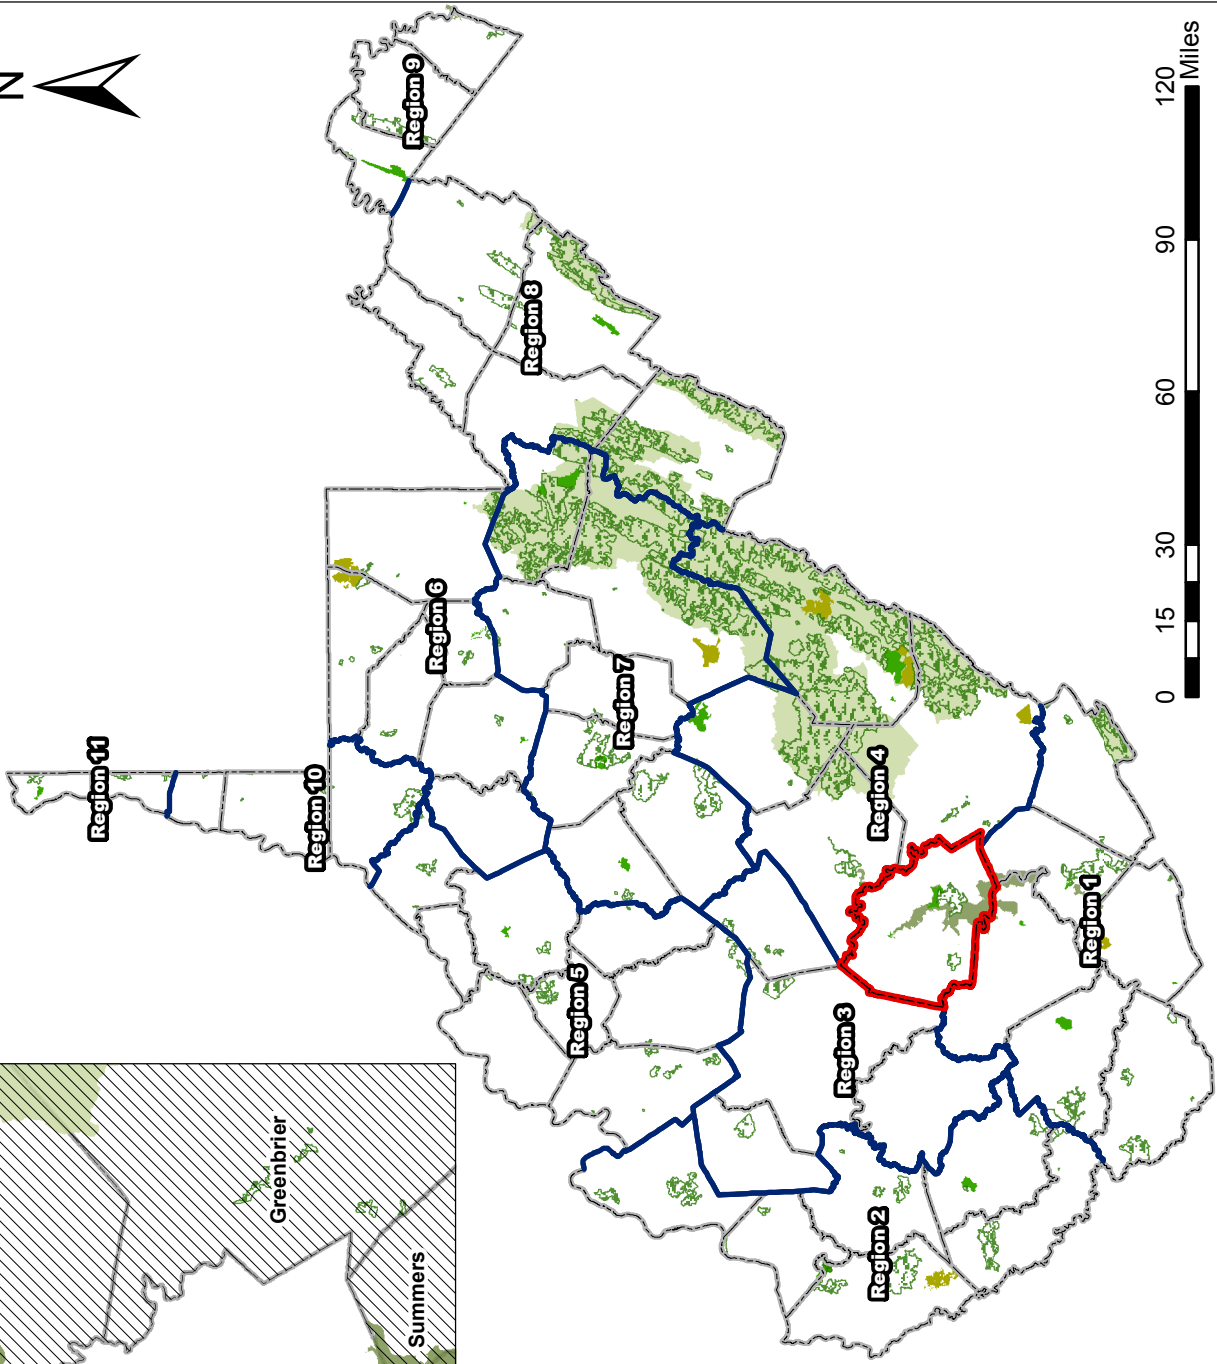 N
Region 9
Region 8
Region 11
Region 10
Region 6
Region 7
Region 5
Region 4
Region 3
Region 1
Region 2
Greenbrier
Summers
0 15 30 60 90 120
Miles